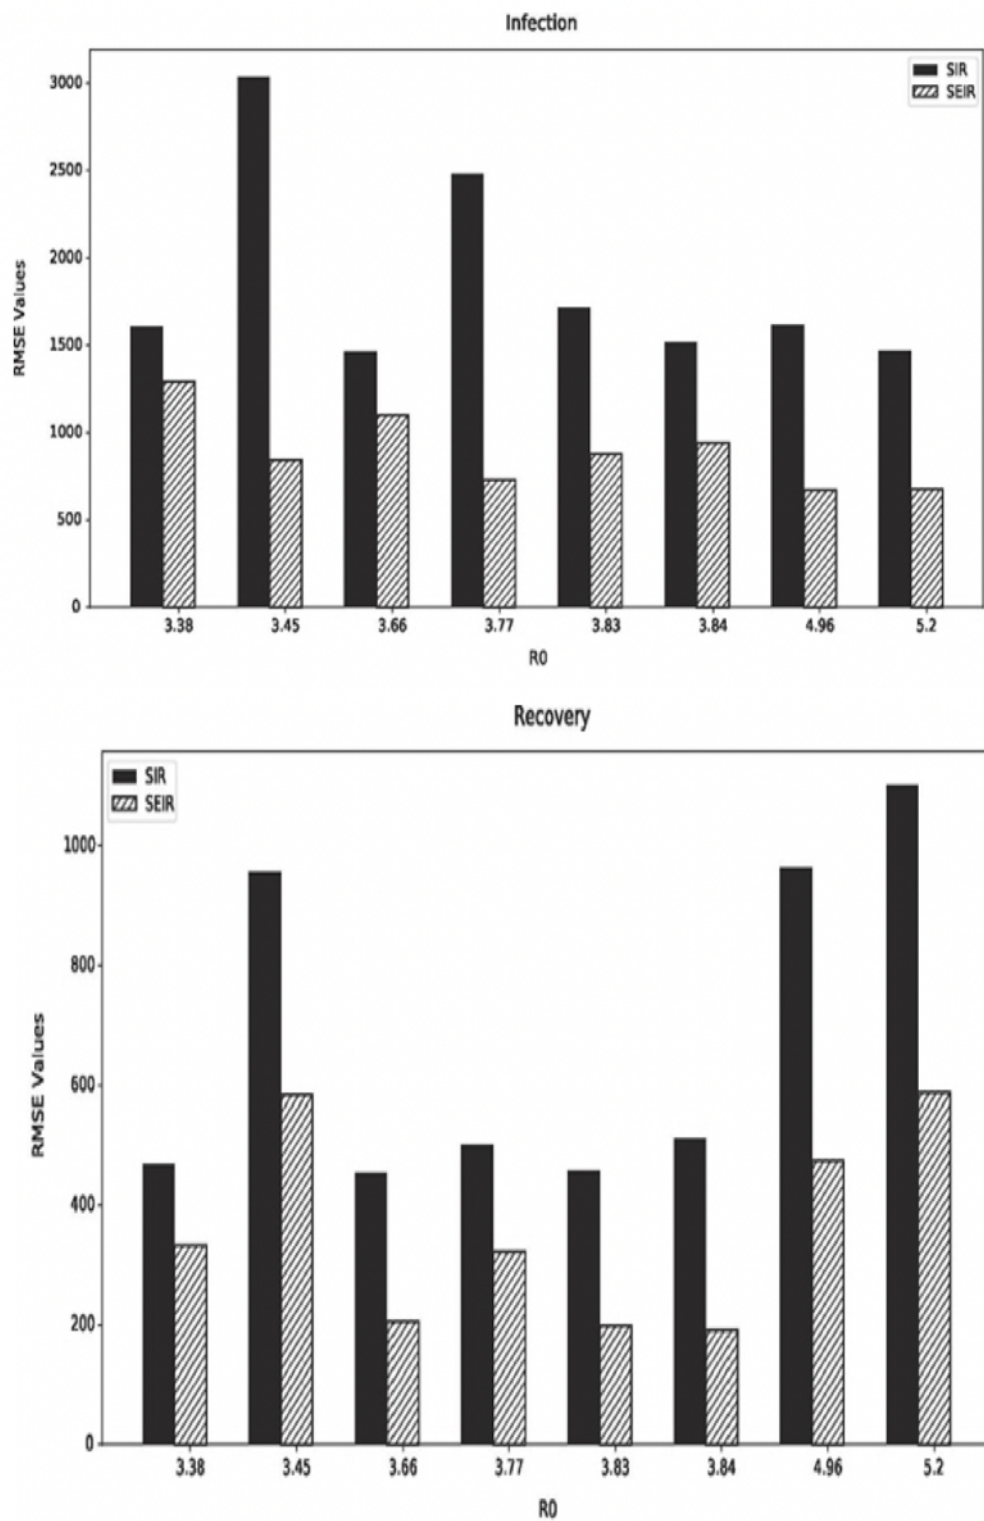 Infection
SIR
SEIR
3000
2500
2000
1500
1000
500
0
RMSE Values
3.38 3.45 3.66 3.77 3.83 3.84 4.96 5.2
R0
Recovery
SIR
SEIR
1000
800
600
400
200
0
RMSE Values
3.38 3.45 3.66 3.77 3.83 3.84 4.96 5.2
R0